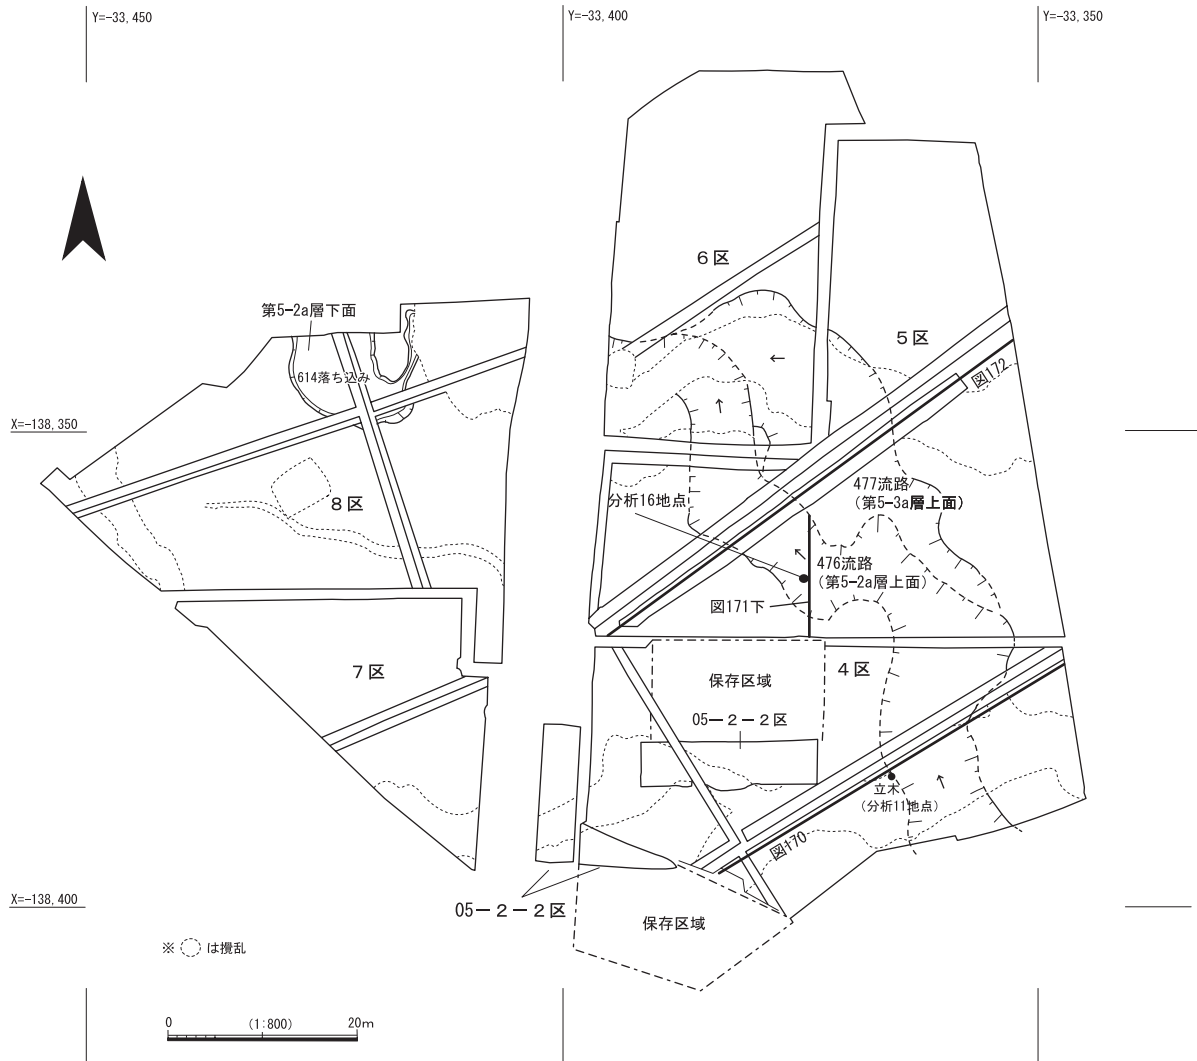 Y=-33,450
Y=-33,400
Y=-33,350
6区
第5-2a層下面
5区
図172
614落ち込み
X=-138,350
477流路
(第5-3a層上面)
分析16地点
8区
476流路
(第5-2a層上面)
図171下
7区
4区
保存区域
05-2-2区
立木
(分析11地点)
図170
X=-138,400
05-2-2区
保存区域
※ は攪乱
0 (1:800) 20m